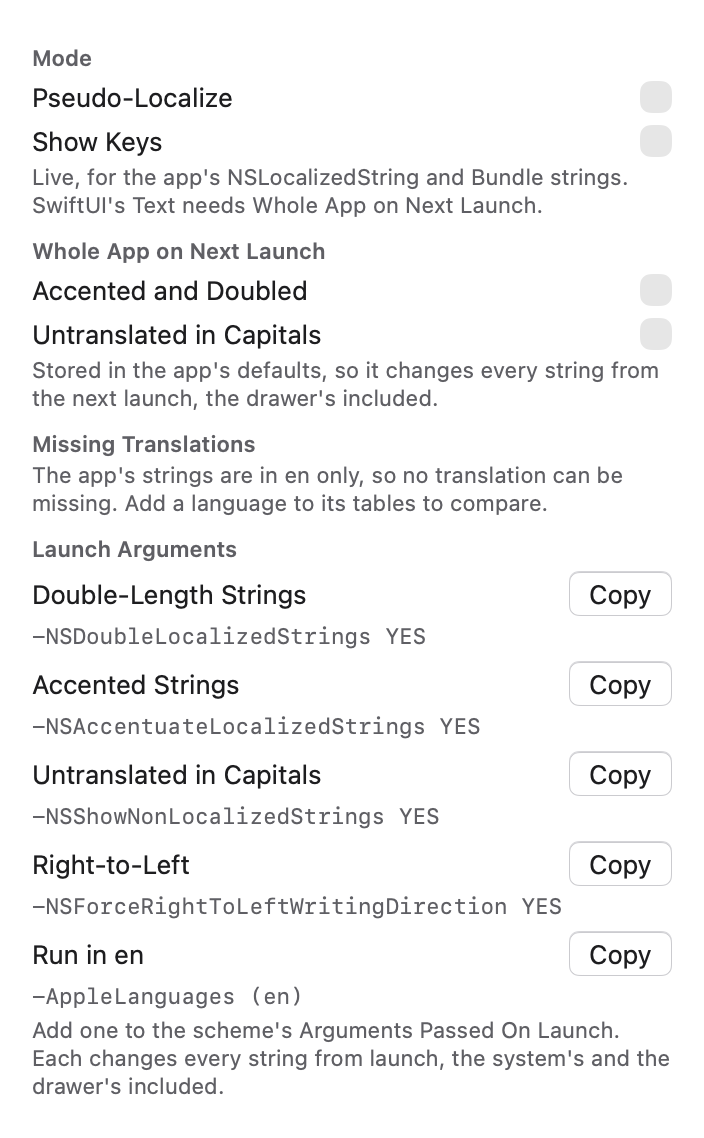 Mode
Pseudo-Localize
Show Keys
Live, for the app's NSLocalizedString and Bundle strings.
SwiftUI's Text needs Whole App on Next Launch.
Whole App on Next Launch
Accented and Doubled
Untranslated in Capitals
Stored in the app's defaults, so it changes every string from
the next launch, the drawer's included.
Missing Translations
The app's strings are in en only, so no translation can be
missing. Add a language to its tables to compare.
Launch Arguments
Double-Length Strings
Copy
-NSDoubleLocalizedStrings YES
Accented Strings
Copy
-NSAccentuateLocalizedStrings YES
Untranslated in Capitals
Copy
-NSShowNonLocalizedStrings YES
Right-to-Left
Copy
-NSForceRightToLeftWritingDirection YES
Run in en
Copy
-AppleLanguages (en)
Add one to the scheme's Arguments Passed On Launch.
Each changes every string from launch, the system's and the
drawer's included.